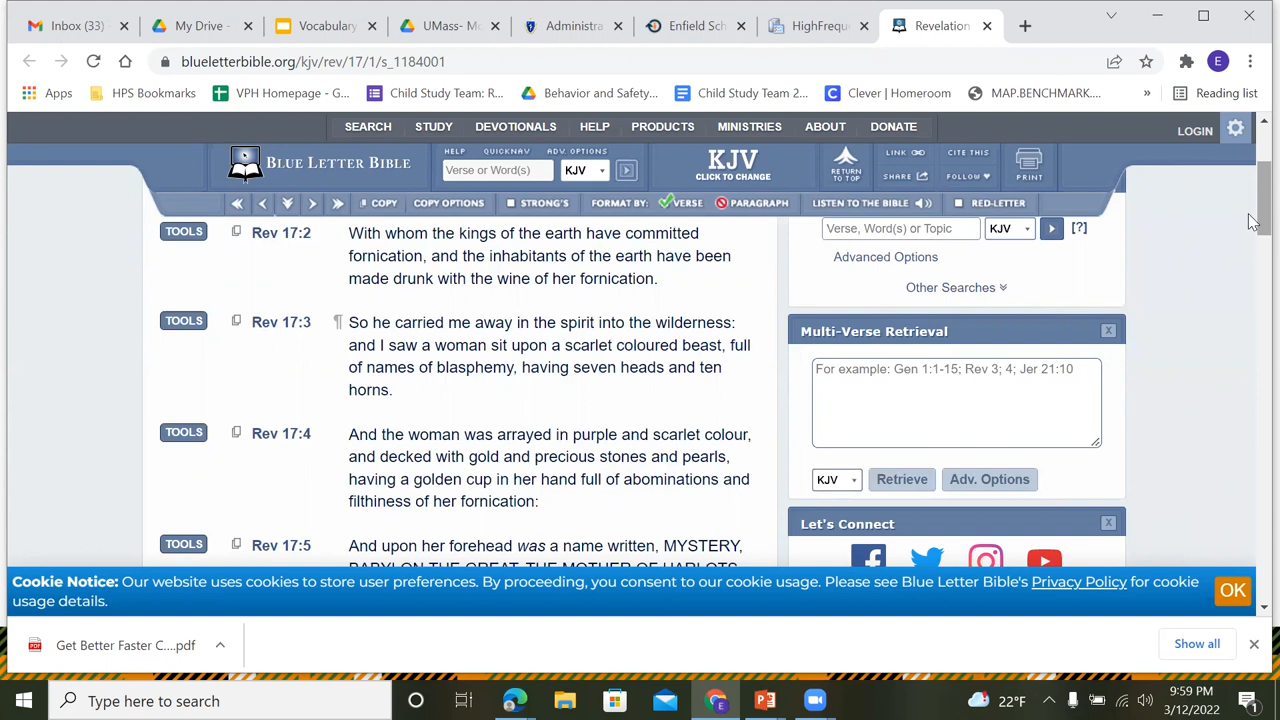 Inbox (33)
My Drive -
Vocabulary
UMass- Mo
Administra
Enfield Sch
HighFreque
Revelation
blueletterbible.org/kjv/rev/17/1/s_1184001
E
Apps
HPS Bookmarks
VPH Homepage - G...
Child Study Team: R...
Behavior and Safety...
Child Study Team 2...
Clever | Homeroom
MAP.BENCHMARK....
»
Reading list
SEARCH
STUDY
DEVOTIONALS
HELP
PRODUCTS
MINISTRIES
ABOUT
DONATE
LOGIN
BLUE LETTER BIBLE
HELP
QUICKNAV
ADV. OPTIONS
Verse or Word(s)
KJV
KJV
CLICK TO CHANGE
RETURN
TO TOP
LINK
CITE THIS
SHARE
FOLLOW
PRINT
COPY
COPY OPTIONS
STRONG'S
FORMAT BY:
VERSE
PARAGRAPH
LISTEN TO THE BIBLE
RED-LETTER
TOOLS
Rev 17:2
With whom the kings of the earth have committed
fornication, and the inhabitants of the earth have been
made drunk with the wine of her fornication.
TOOLS
Rev 17:3
¶ So he carried me away in the spirit into the wilderness:
and I saw a woman sit upon a scarlet coloured beast, full
of names of blasphemy, having seven heads and ten
horns.
TOOLS
Rev 17:4
And the woman was arrayed in purple and scarlet colour,
and decked with gold and precious stones and pearls,
having a golden cup in her hand full of abominations and
filthiness of her fornication:
TOOLS
Rev 17:5
And upon her forehead was a name written, MYSTERY,
BABYLON THE GREAT, THE MOTHER OF HARLOTS
Verse, Word(s) or Topic
KJV
[?]
Advanced Options
Other Searches
Multi-Verse Retrieval
X
For example: Gen 1:1-15; Rev 3; 4; Jer 21:10
KJV
Retrieve
Adv. Options
Let's Connect
X
Cookie Notice: Our website uses cookies to store user preferences. By proceeding, you consent to our cookie usage. Please see Blue Letter Bible's Privacy Policy for cookie
usage details.
OK
Get Better Faster C....pdf
Show all
Type here to search
22°F
9:59 PM
3/12/2022
1